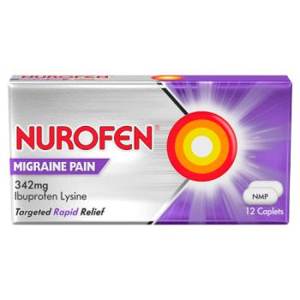 NUROFEN
MIGRAINE PAIN
342mg
Ibuprofen Lysine
Targeted Rapid Relief
NMP
12 Caplets